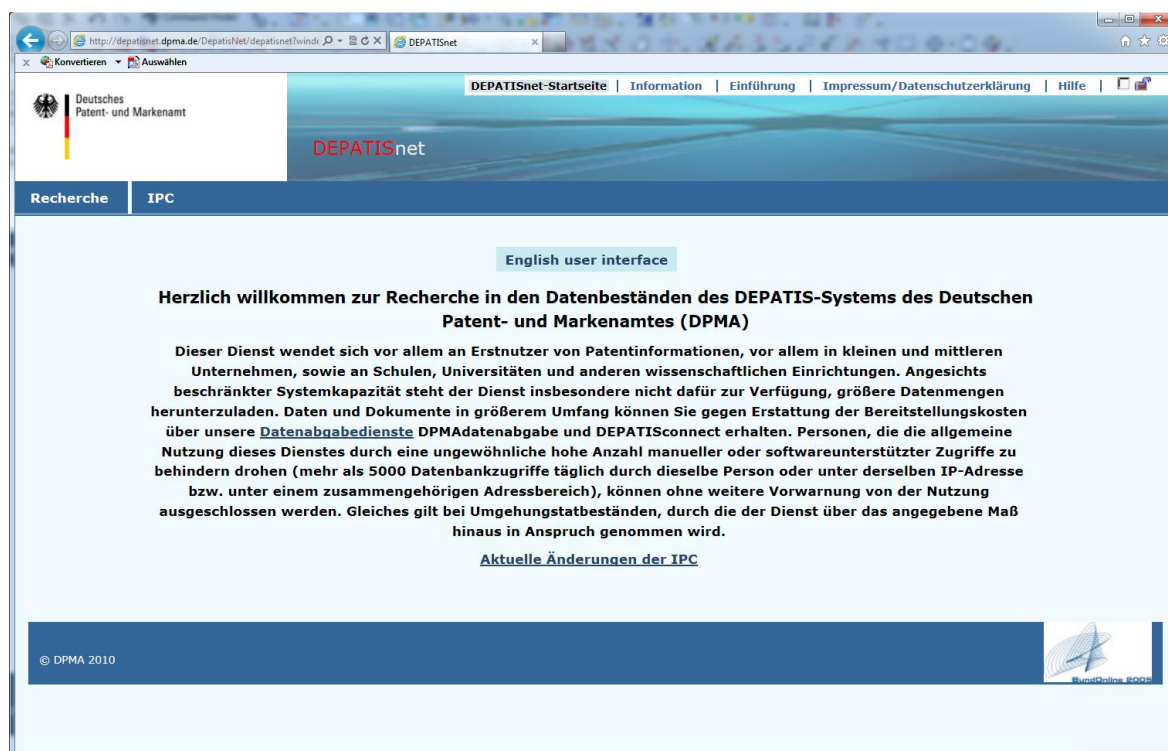 http://depatisnet.dpma.de/DepatisNet/depatisnet?windo
DEPATISnet
x Konvertieren Auswählen
DEPATISnet-Startseite | Information | Einführung | Impressum/Datenschutzerklärung | Hilfe |
Deutsches
Patent- und Markenamt
DEPATISnet
Recherche IPC
English user interface
Herzlich willkommen zur Recherche in den Datenbeständen des DEPATIS-Systems des Deutschen
Patent- und Markenamtes (DPMA)
Dieser Dienst wendet sich vor allem an Erstnutzer von Patentinformationen, vor allem in kleinen und mittleren
Unternehmen, sowie an Schulen, Universitäten und anderen wissenschaftlichen Einrichtungen. Angesichts
beschränkter Systemkapazität steht der Dienst insbesondere nicht dafür zur Verfügung, größere Datenmengen
herunterzuladen. Daten und Dokumente in größerem Umfang können Sie gegen Erstattung der Bereitstellungskosten
über unsere Datenabgabedienste DPMAdatenabgabe und DEPATISconnect erhalten. Personen, die die allgemeine
Nutzung dieses Dienstes durch eine ungewöhnliche hohe Anzahl manueller oder softwareunterstützter Zugriffe zu
behindern drohen (mehr als 5000 Datenbankzugriffe täglich durch dieselbe Person oder unter derselben IP-Adresse
bzw. unter einem zusammengehörigen Adressbereich), können ohne weitere Vorwarnung von der Nutzung
ausgeschlossen werden. Gleiches gilt bei Umgehungstatbeständen, durch die der Dienst über das angegebene Maß
hinaus in Anspruch genommen wird.
Aktuelle Änderungen der IPC
© DPMA 2010
BundOnline 2005